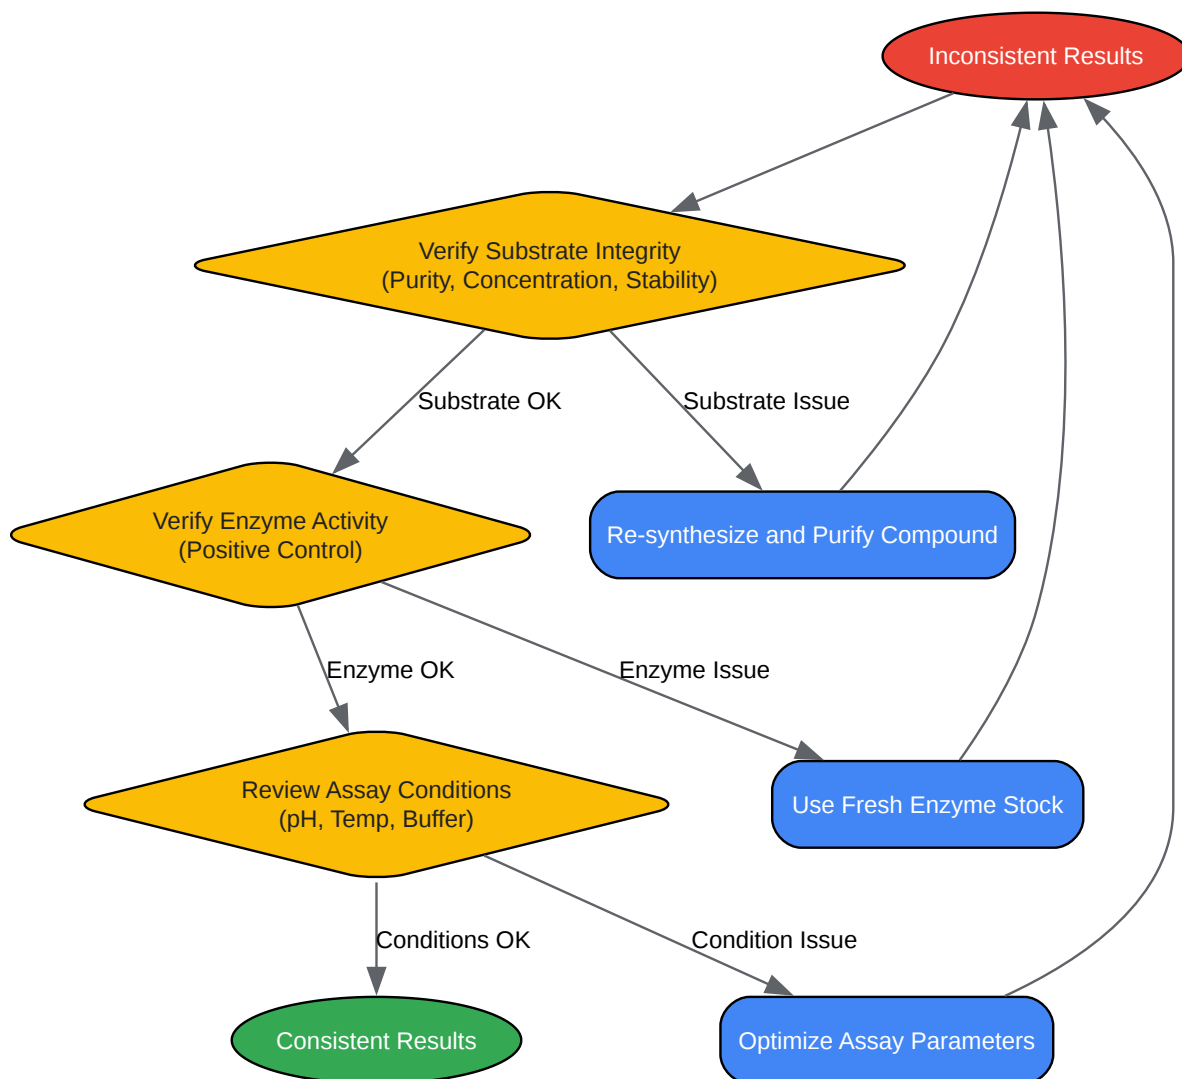 Inconsistent Results
Verify Substrate Integrity
(Purity, Concentration, Stability)
Substrate OK
Substrate Issue
Verify Enzyme Activity
(Positive Control)
Re-synthesize and Purify Compound
Enzyme OK
Enzyme Issue
Review Assay Conditions
(pH, Temp, Buffer)
Use Fresh Enzyme Stock
Conditions OK
Condition Issue
Consistent Results
Optimize Assay Parameters